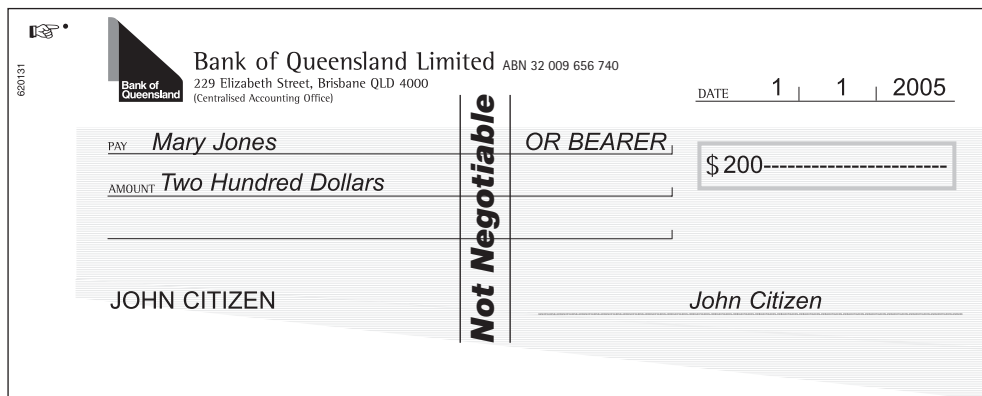 620131
Bank of
Queensland
Bank of Queensland Limited ABN 32 009 656 740
229 Elizabeth Street, Brisbane QLD 4000
(Centralised Accounting Office)
DATE 1 1 2005
PAY Mary Jones OR BEARER
$ 200-----------------------
AMOUNT Two Hundred Dollars
Not Negotiable
JOHN CITIZEN
John Citizen